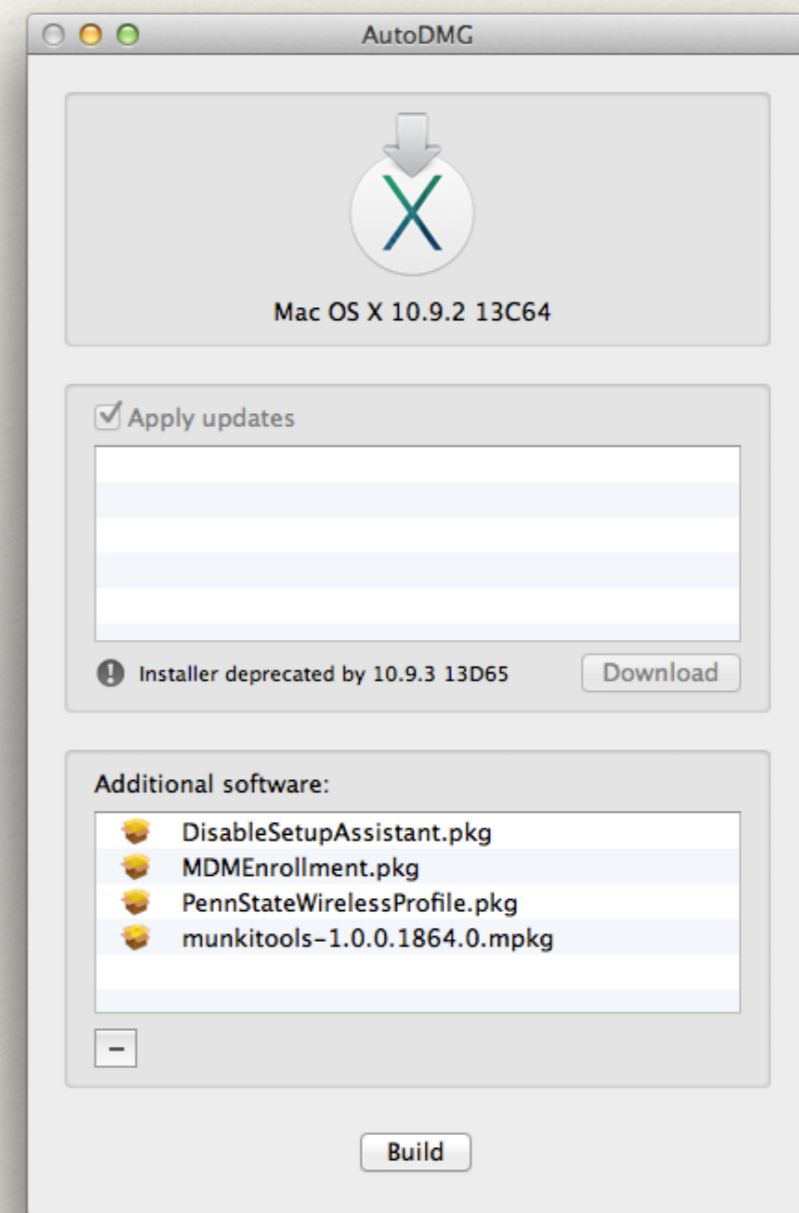 AutoDMG
Mac OS X 10.9.2 13C64
Apply updates
Installer deprecated by 10.9.3 13D65
Download
Additional software:
DisableSetupAssistant.pkg
MDMEnrollment.pkg
PennStateWirelessProfile.pkg
munkitools-1.0.0.1864.0.mpkg
Build